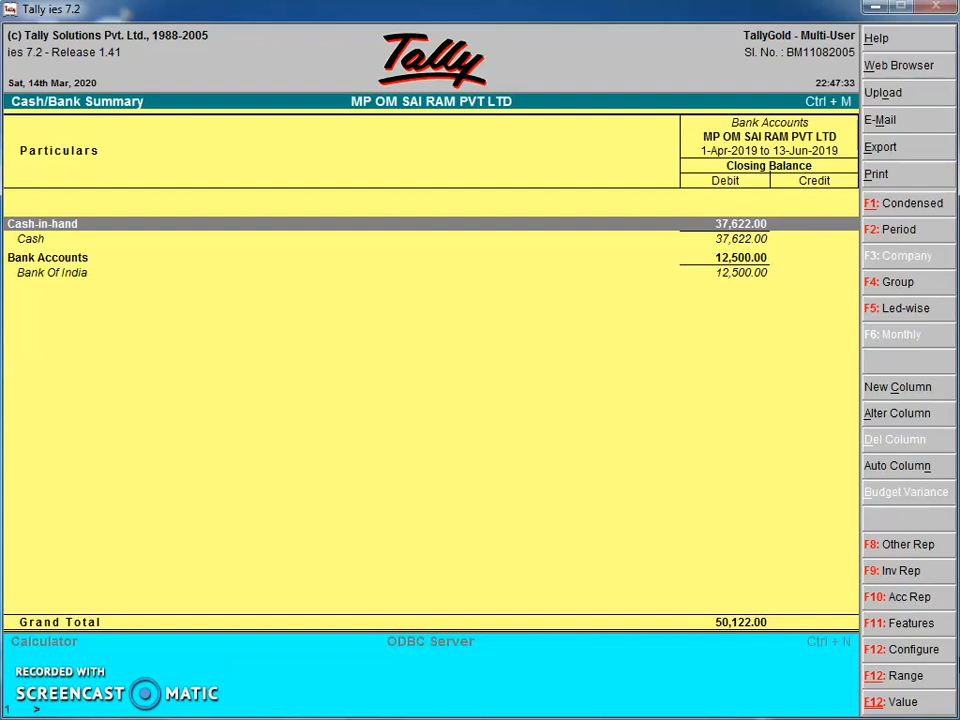 Tally ies 7.2
(c) Tally Solutions Pvt. Ltd., 1988-2005
ies 7.2 - Release 1.41
Sat, 14th Mar, 2020
Tally
TallyGold - Multi-User
Sl. No. : BM11082005
22:47:33
Cash/Bank Summary MP OM SAI RAM PVT LTD Ctrl + M
Particulars
Bank Accounts
MP OM SAI RAM PVT LTD
1-Apr-2019 to 13-Jun-2019
Closing Balance
Debit Credit
Cash-in-hand 37,622.00
Cash 37,622.00
Bank Accounts 12,500.00
Bank Of India 12,500.00
Grand Total 50,122.00
Calculator ODBC Server Ctrl + N
RECORDED WITH
SCREENCAST MATIC
1 >
Help
Web Browser
Upload
E-Mail
Export
Print
F1: Condensed
F2: Period
F3: Company
F4: Group
F5: Led-wise
F6: Monthly
New Column
Alter Column
Del Column
Auto Column
Budget Variance
F8: Other Rep
F9: Inv Rep
F10: Acc Rep
F11: Features
F12: Configure
F12: Range
F12: Value